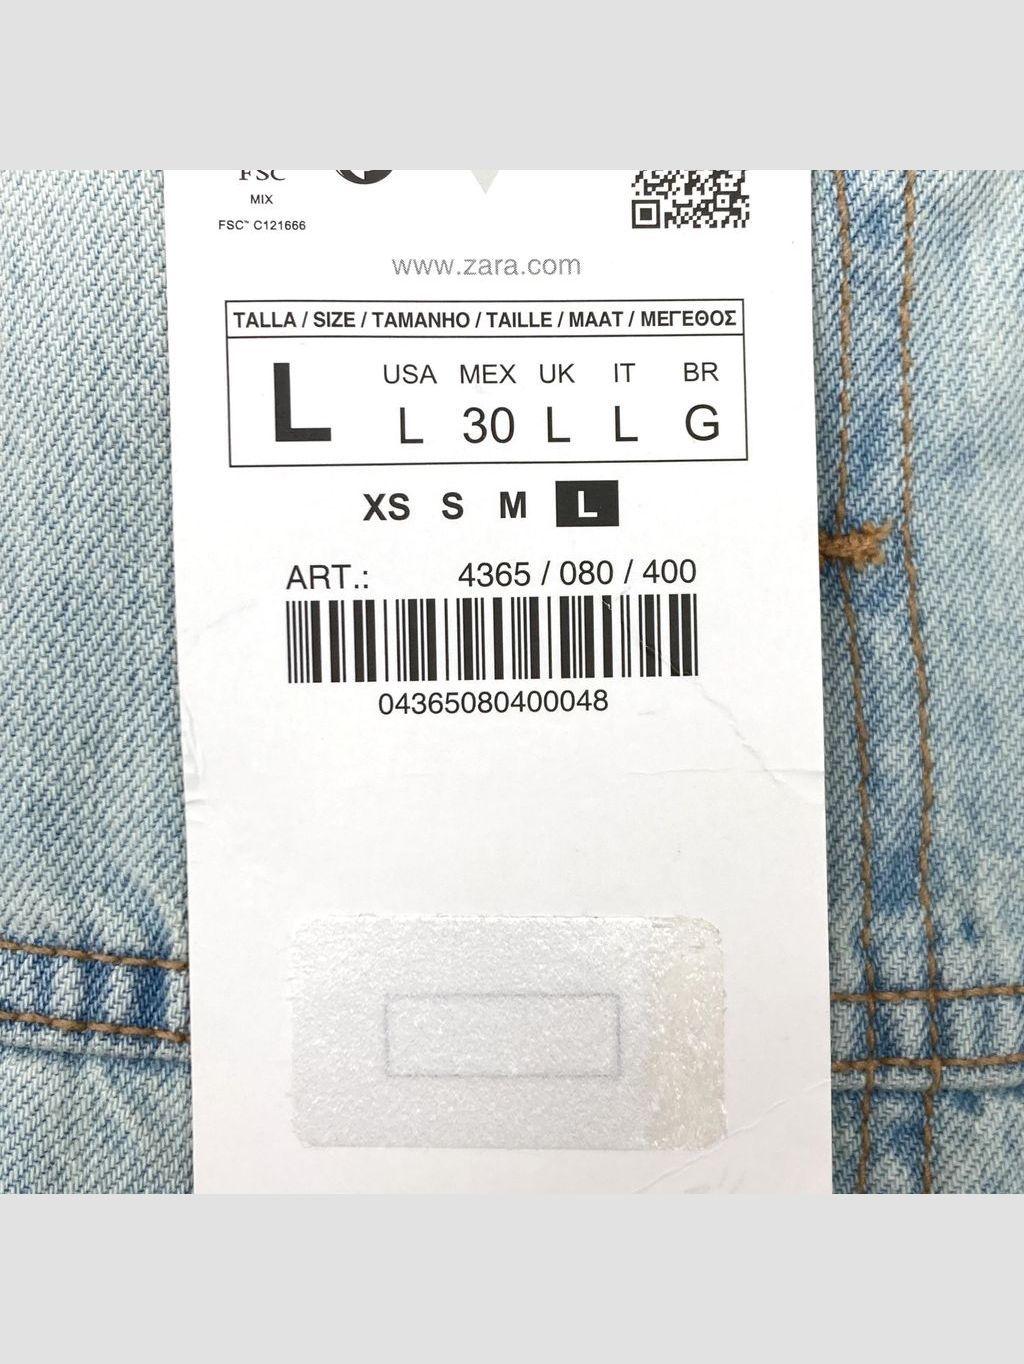 FSC
MIX
FSC™ C121666
www.zara.com
TALLA / SIZE / TAMANHO / TAILLE / MAAT / ΜΕΓΕΘΟΣ
L
USA MEX UK IT BR
L 30 L L G
XS S M L
ART.: 4365 / 080 / 400
04365080400048